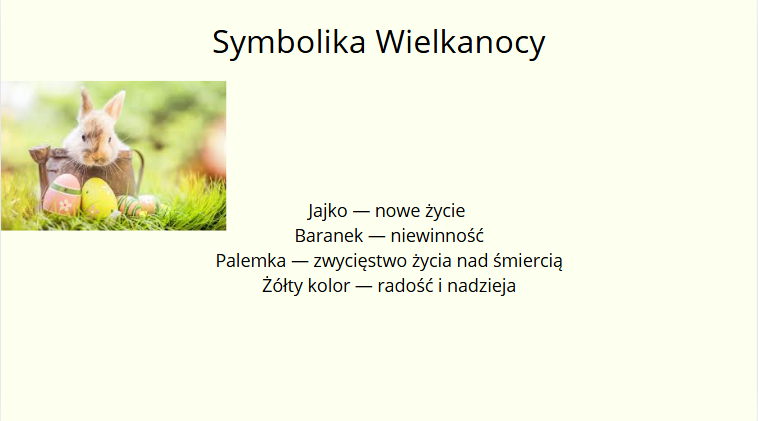 Symbolika Wielkanocy
Jajko — nowe życie
Baranek — niewinność
Palemka — zwycięstwo życia nad śmiercią
Żółty kolor — radość i nadzieja